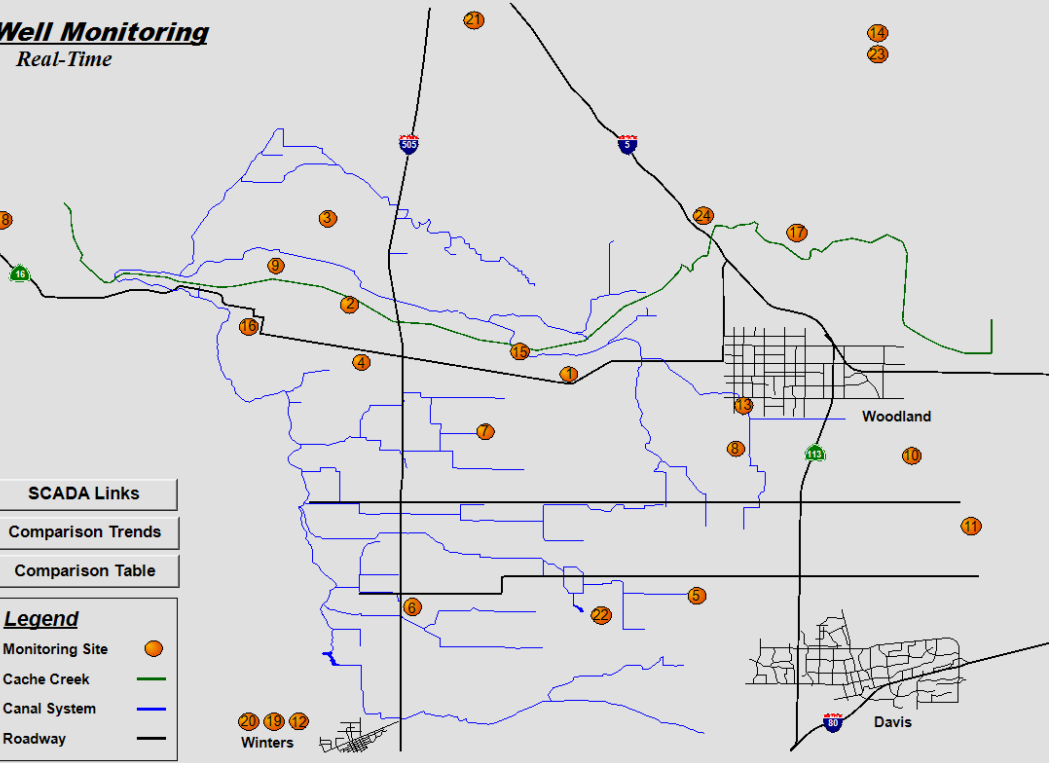 Well Monitoring
Real-Time
21
14
23
505
5
3
8
24
17
16
9
2
16
15
4
1
13
Woodland
7
8
113
10
SCADA Links
11
Comparison Trends
Comparison Table
5
6
22
Legend
Monitoring Site
Cache Creek
Canal System
Roadway
20 19 12
Winters
80
Davis